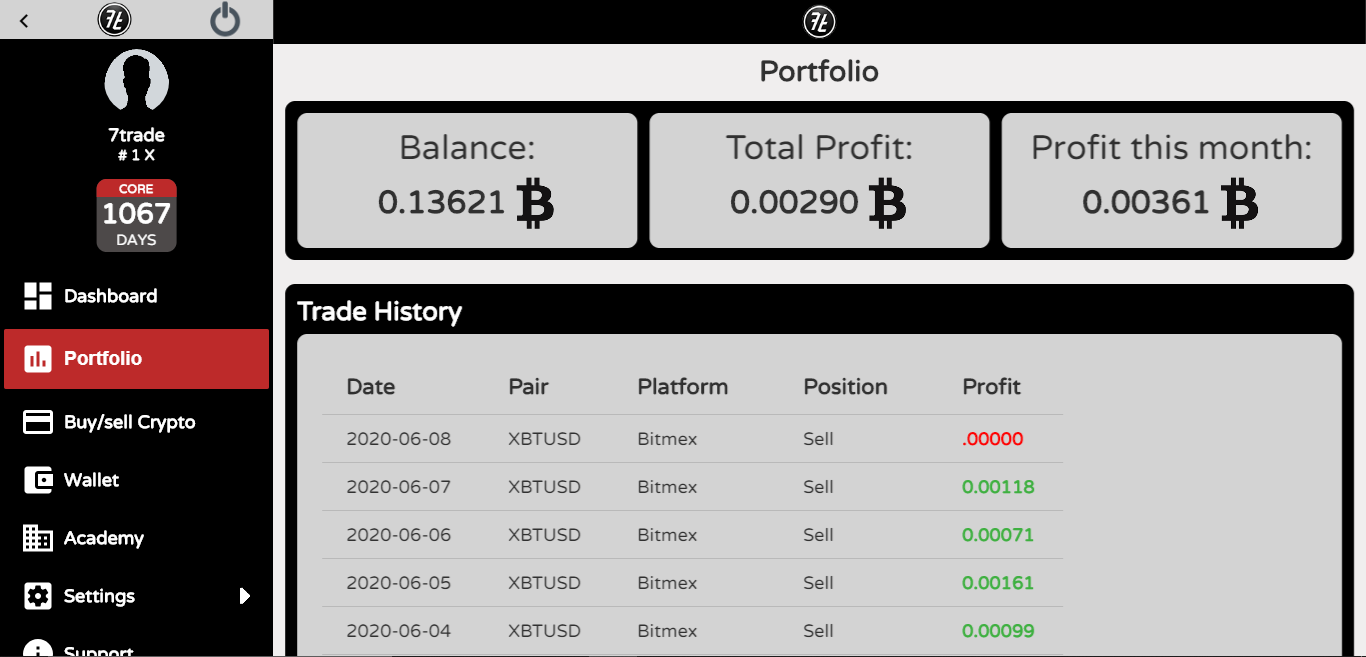 7t
7trade
# 1 X
CORE
1067
DAYS
Dashboard
Portfolio
Buy/sell Crypto
Wallet
Academy
Settings
Support
7t
Portfolio
Balance:
0.13621
Total Profit:
0.00290
Profit this month:
0.00361
Trade History
Date Pair Platform Position Profit
2020-06-08 XBTUSD Bitmex Sell .00000
2020-06-07 XBTUSD Bitmex Sell 0.00118
2020-06-06 XBTUSD Bitmex Sell 0.00071
2020-06-05 XBTUSD Bitmex Sell 0.00161
2020-06-04 XBTUSD Bitmex Sell 0.00099